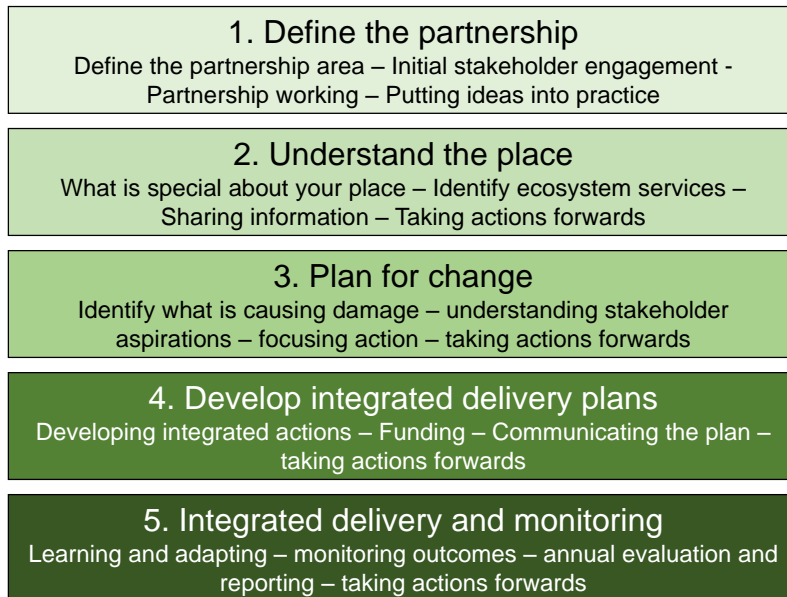 1. Define the partnership
Define the partnership area – Initial stakeholder engagement -
Partnership working – Putting ideas into practice
2. Understand the place
What is special about your place – Identify ecosystem services –
Sharing information – Taking actions forwards
3. Plan for change
Identify what is causing damage – understanding stakeholder
aspirations – focusing action – taking actions forwards
4. Develop integrated delivery plans
Developing integrated actions – Funding – Communicating the plan –
taking actions forwards
5. Integrated delivery and monitoring
Learning and adapting – monitoring outcomes – annual evaluation and
reporting – taking actions forwards